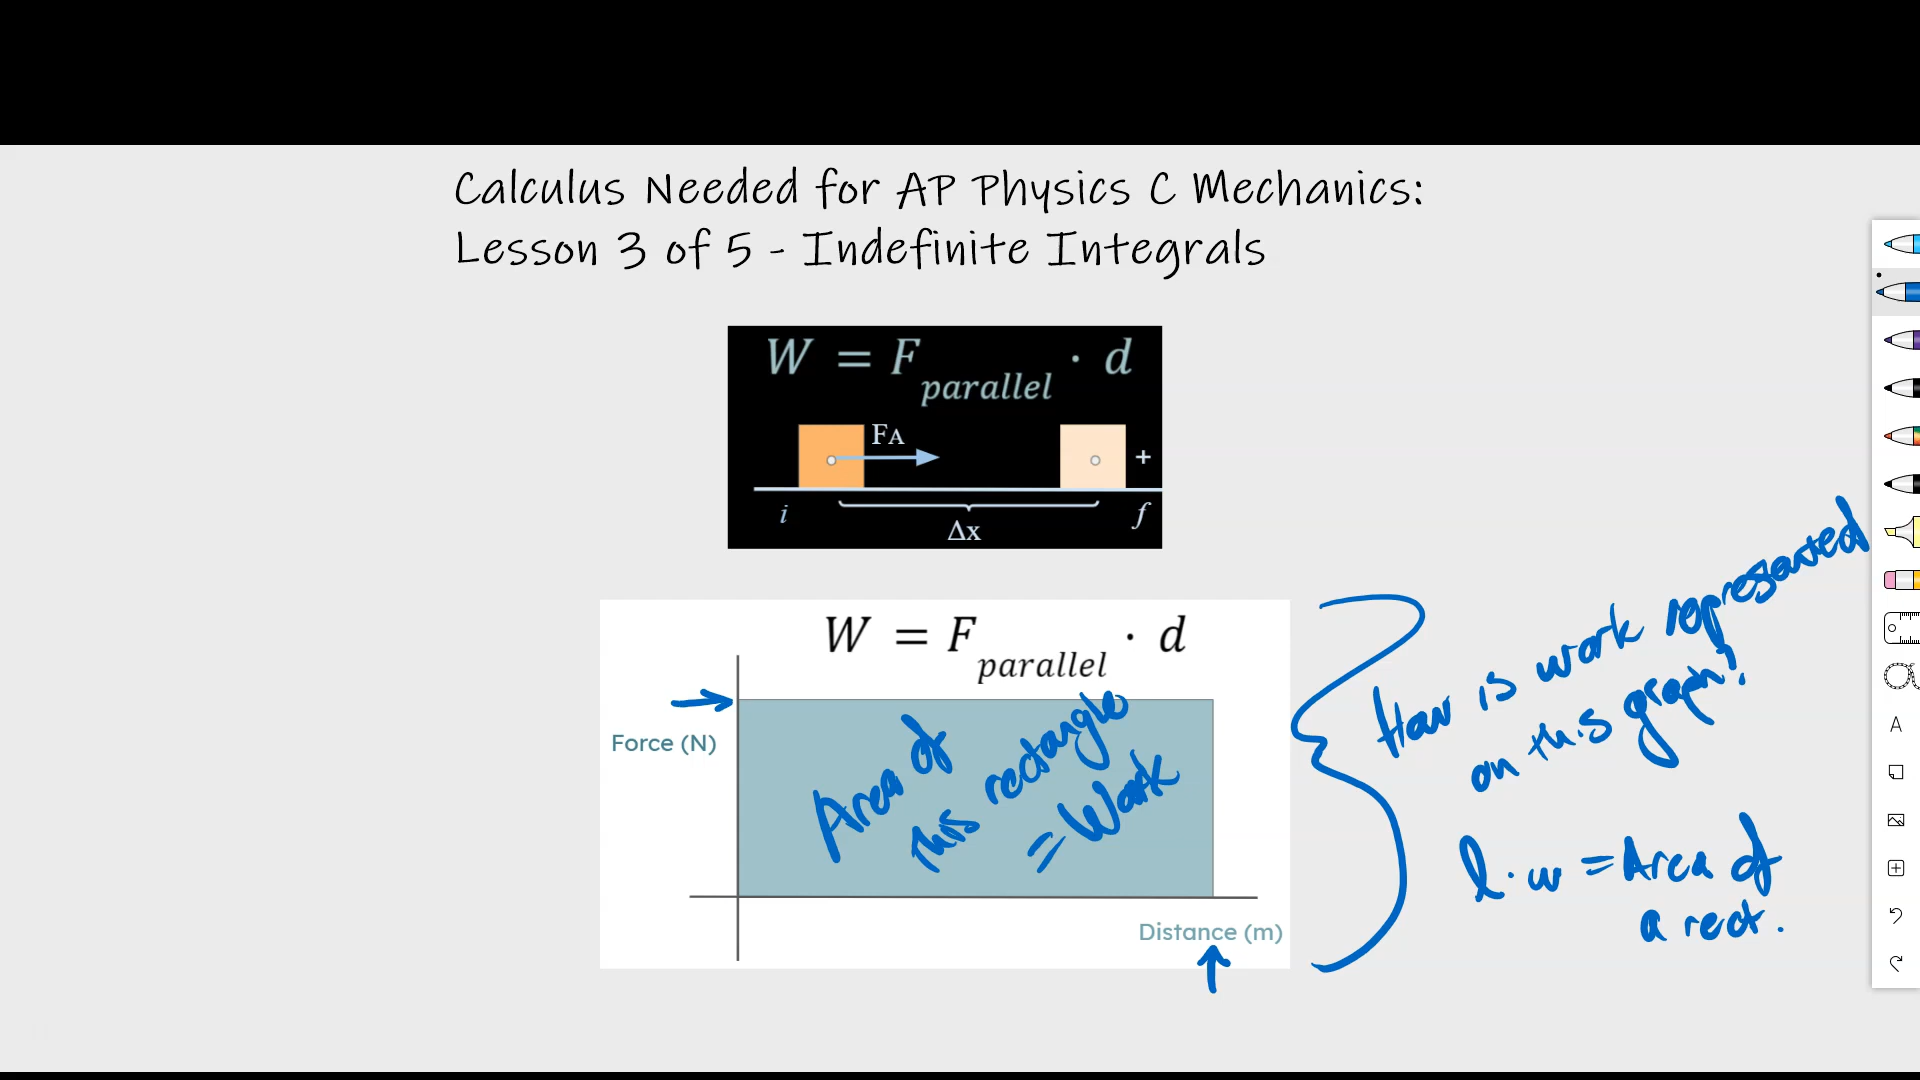 Calculus Needed for AP Physics C Mechanics:
Lesson 3 of 5 - Indefinite Integrals
W = F parallel · d
FA
+
i
f
Δx
W = F parallel · d
Force (N)
Area of
this rectangle
= Work
Distance (m)
How is work represented
on this graph?
l · w = Area of
a rect.
A